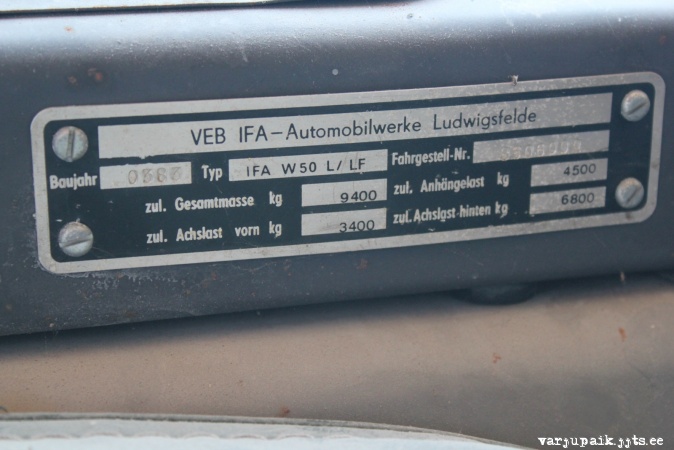 VEB IFA-Automobilwerke Ludwigsfelde
Baujahr 0383 Typ IFA W50 L/LF Fahrgestell-Nr.
zul. Gesamtmasse kg 9400 zul. Anhängelast kg 4500
zul. Achslast vorn kg 3400 zul. Achslast hinten kg 6800
varjupaik.jjts.ee